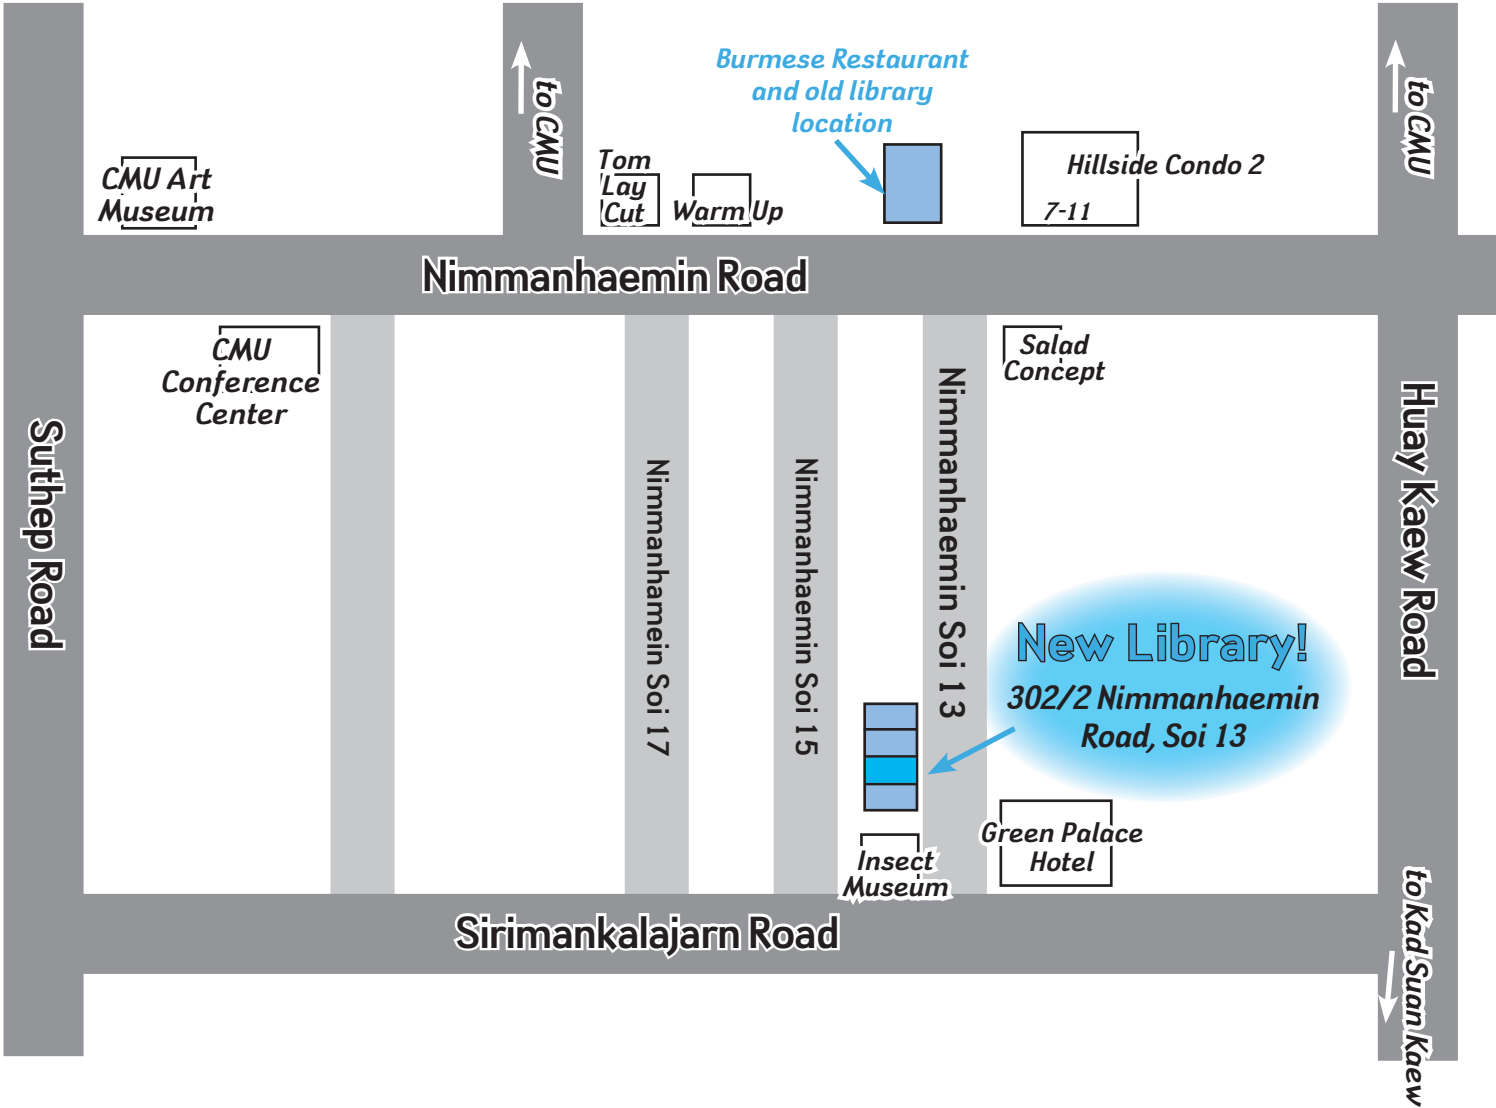 to CMU
Burmese Restaurant
and old library
location
to CMU
CMU Art
Museum
Tom
Lay
Cut
Warm Up
Hillside Condo 2
7-11
Nimmanhaemin Road
CMU
Conference
Center
Salad
Concept
Suthep Road
Nimmanhamein Soi 17
Nimmanhaemin Soi 15
Nimmanhaemin Soi 13
Huay Kaew Road
New Library!
302/2 Nimmanhaemin
Road, Soi 13
Green Palace
Hotel
Insect
Museum
Sirimankalajarn Road
to Kad Suan Kaew